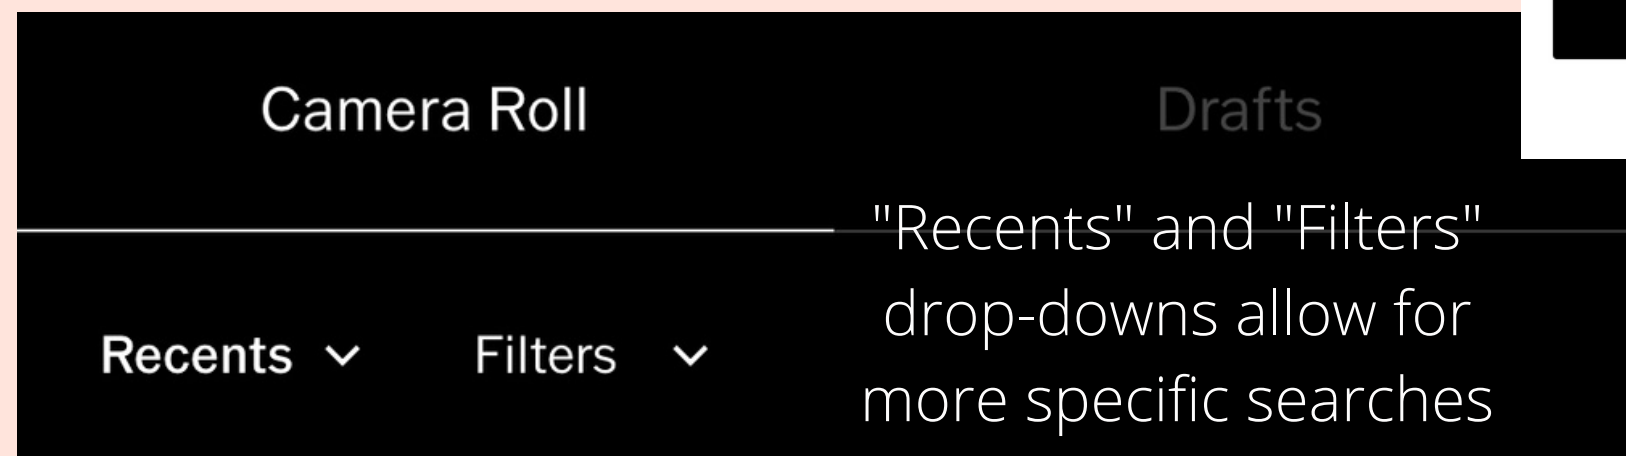 Camera Roll
Drafts
Recents
Filters
"Recents" and "Filters"
drop-downs allow for
more specific searches